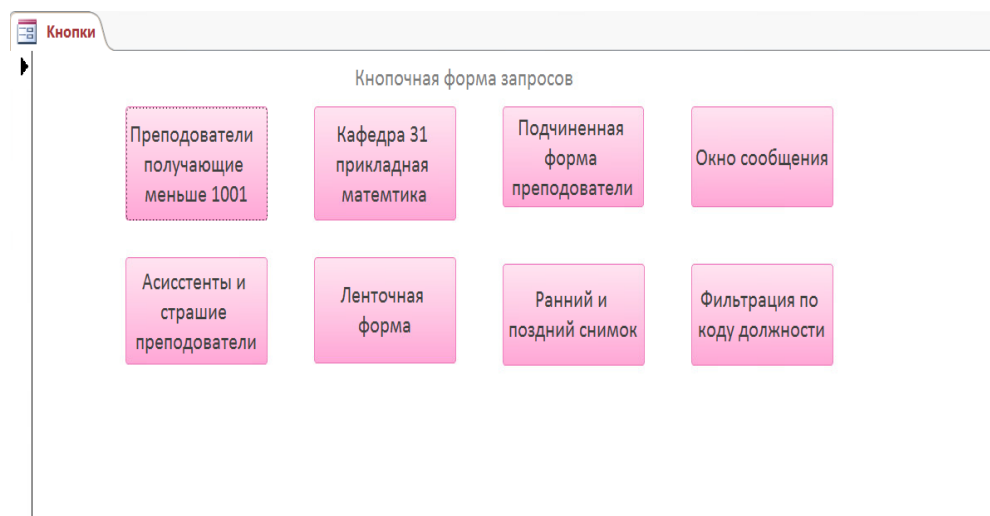 Кнопки
Кнопочная форма запросов
Преподователи
получающие
меньше 1001
Кафедра 31
прикладная
матемтика
Подчиненная
форма
преподователи
Окно сообщения
Асисстенты и
страшие
преподователи
Ленточная
форма
Ранний и
поздний снимок
Фильтрация по
коду должности